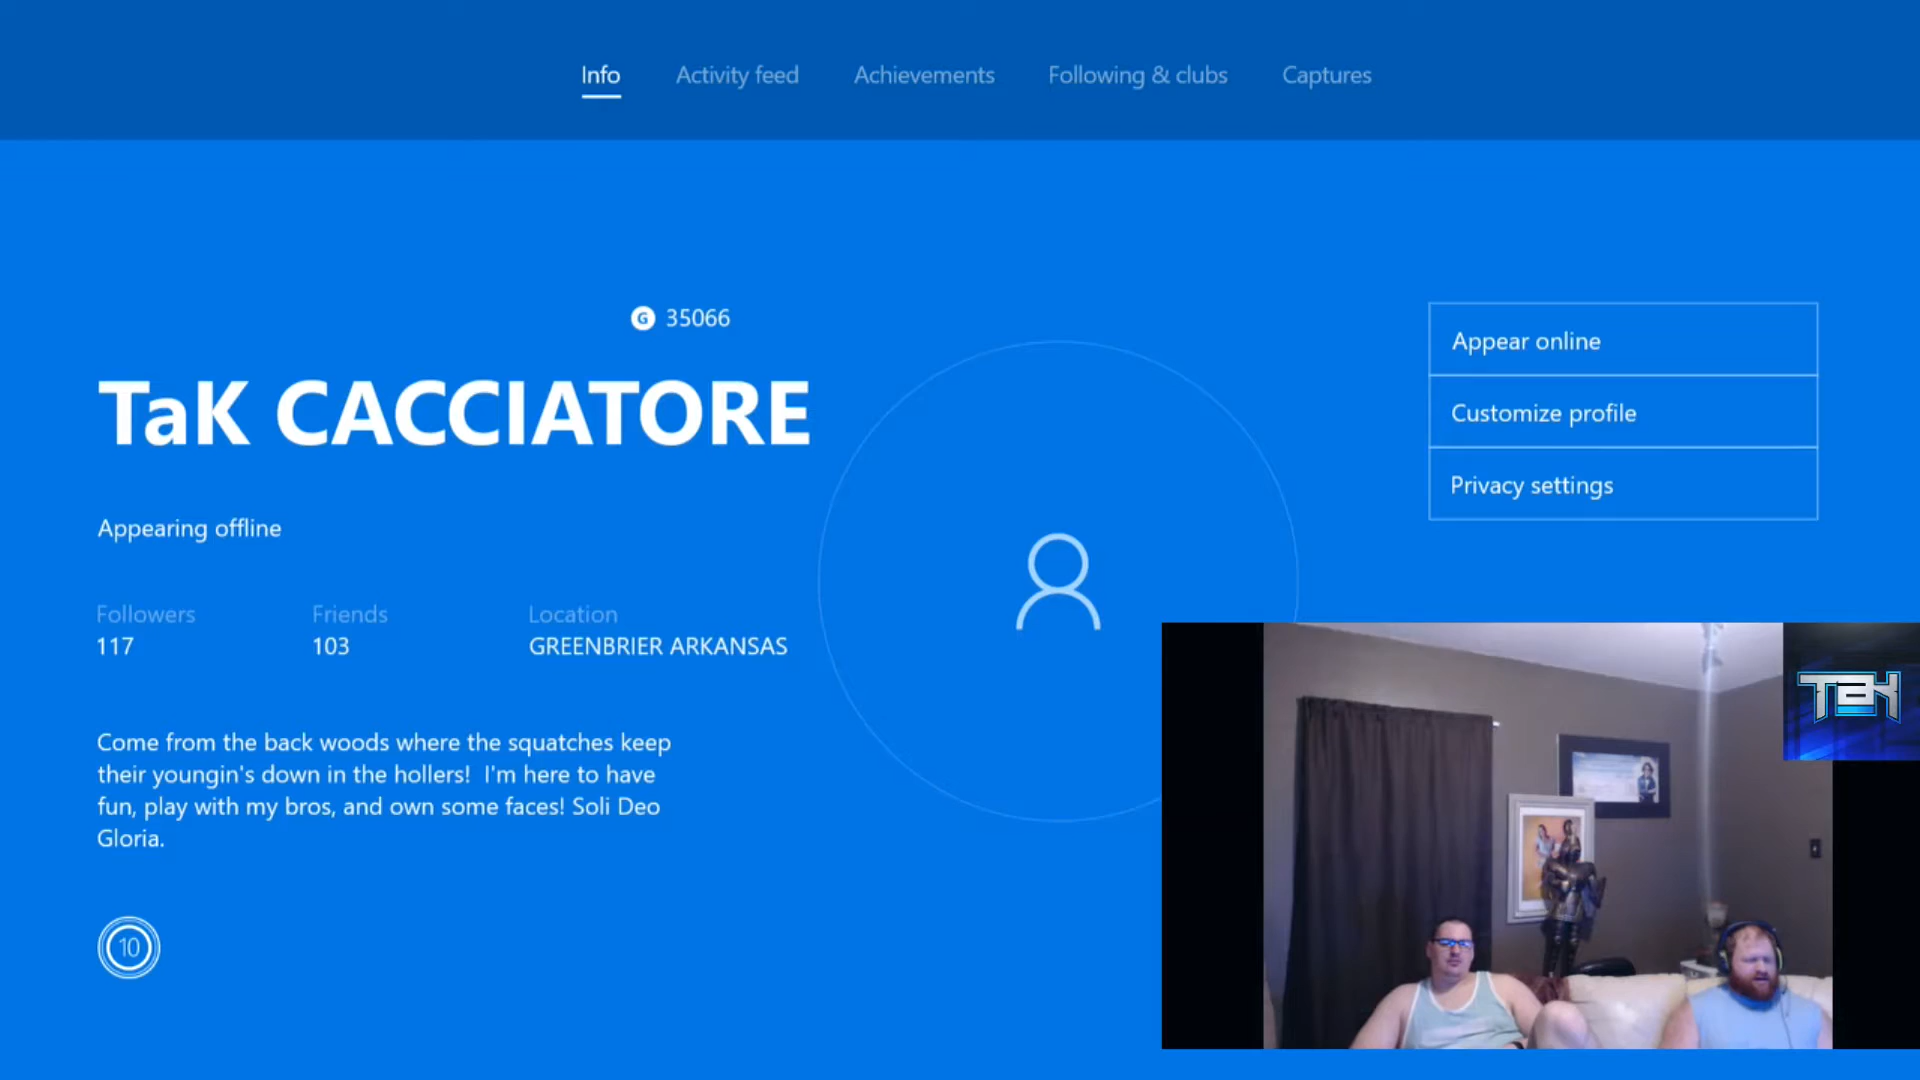 Info
Activity feed
Achievements
Following & clubs
Captures
G 35066
TaK CACCIATORE
Appearing offline
Followers
117
Friends
103
Location
GREENBRIER ARKANSAS
Come from the back woods where the squatches keep
their youngin's down in the hollers! I'm here to have
fun, play with my bros, and own some faces! Soli Deo
Gloria.
10
Appear online
Customize profile
Privacy settings
TaK